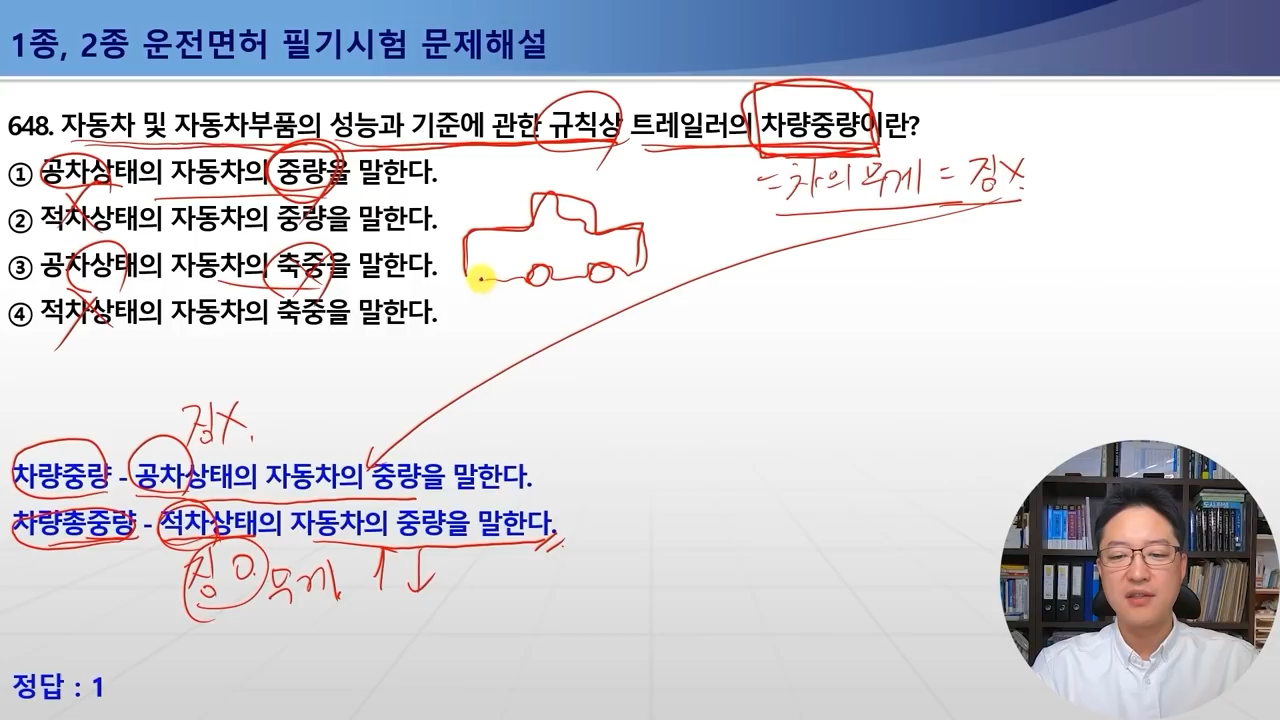 1종, 2종 운전면허 필기시험 문제해설
648. 자동차 및 자동차부품의 성능과 기준에 관한 규칙상 트레일러의 차량중량이란?
① 공차상태의 자동차의 중량을 말한다.
= 차의 무게 = 짐X.
② 적차상태의 자동차의 중량을 말한다.
③ 공차상태의 자동차의 축중을 말한다.
④ 적차상태의 자동차의 축중을 말한다.
짐X.
차량중량 - 공차상태의 자동차의 중량을 말한다.
차량총중량 - 적차상태의 자동차의 중량을 말한다.
짐 O. 무게 ↑ ↓
정답 : 1